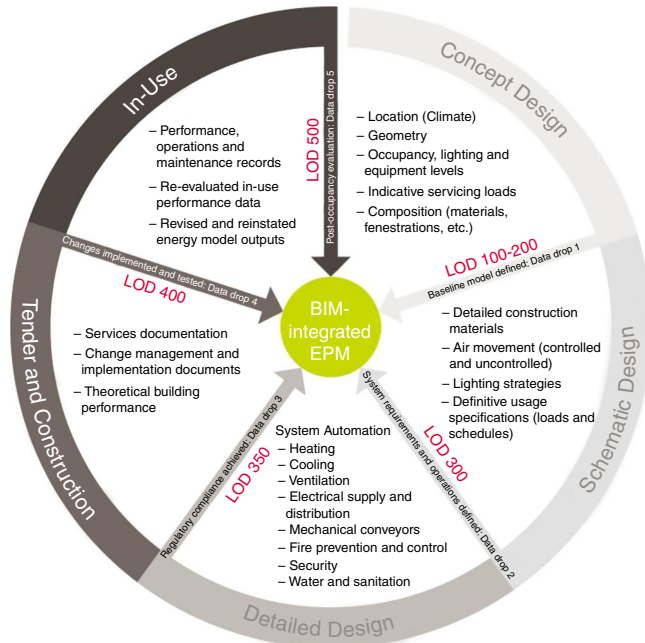 Concept Design
– Location (Climate)
– Geometry
– Occupancy, lighting and
equipment levels
– Indicative servicing loads
– Composition (materials,
fenestrations, etc.)
LOD 100-200
Baseline model defined: Data drop 1
Schematic Design
– Detailed construction
materials
– Air movement (controlled
and uncontrolled)
– Lighting strategies
– Definitive usage
specifications (loads and
schedules)
LOD 300
System requirements and operations defined: Data drop 2
Detailed Design
System Automation
– Heating
– Cooling
– Ventilation
– Electrical supply and
distribution
– Mechanical conveyors
– Fire prevention and control
– Security
– Water and sanitation
Regulatory compliance achieved: Data drop 3
LOD 350
Tender and Construction
– Services documentation
– Change management and
implementation documents
– Theoretical building
performance
Changes implemented and tested: Data drop 4
LOD 400
In-Use
– Performance,
operations and
maintenance records
– Re-evaluated in-use
performance data
– Revised and reinstated
energy model outputs
LOD 500
Post-occupancy evaluation: Data drop 5
BIM-
integrated
EPM